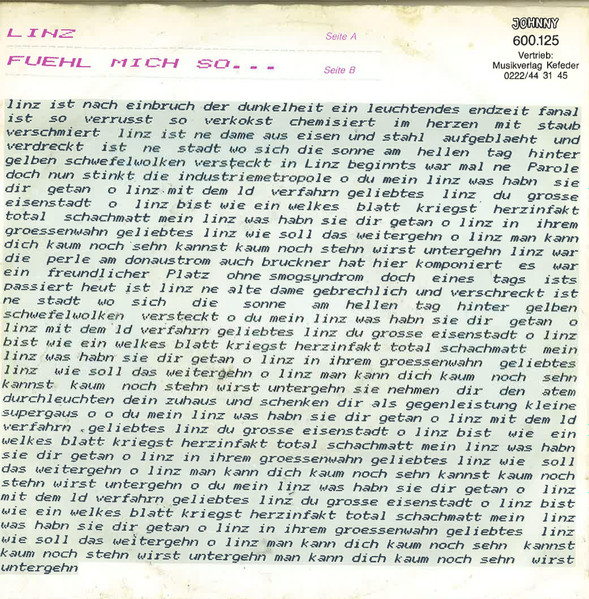 LINZ Seite A
FUEHL MICH SO... Seite B
JOHNNY
600.125
Vertrieb:
Musikverlag Kefeder
0222/44 31 45
linz ist nach einbruch der dunkelheit ein leuchtendes endzeit fanal
ist so verrusst so verkokst chemisiert im herzen mit staub
verschmiert linz ist ne dame aus eisen und stahl aufgeblaeht und
verdreckt ist ne stadt wo sich die sonne am hellen tag hinter
gelben schwefelwolken versteckt in Linz beginnts war mal ne Parole
doch nun stinkt die industriemetropole o du mein linz was habn sie
dir getan o linz mit dem ld verfahrn geliebtes linz du grosse
eisenstadt o linz bist wie ein welkes blatt kriegst herzinfakt
total schachmatt mein linz was habn sie dir getan o linz in ihrem
groessenwahn geliebtes linz wie soll das weitergehn o linz man kann
dich kaum noch sehn kannst kaum noch stehn wirst untergehn linz war
die perle am donaustrom auch bruckner hat hier komponiert es war
ein freundlicher Platz ohne smogsyndrom doch eines tags ists
passiert heut ist linz ne alte dame gebrechlich und verschreckt ist
ne stadt wo sich die sonne am hellen tag hinter gelben
schwefelwolken versteckt o du mein linz was habn sie dir getan o
linz mit dem ld verfahrn geliebtes linz du grosse eisenstadt o linz
bist wie ein welkes blatt kriegst herzinfakt total schachmatt mein
linz was habn sie dir getan o linz in ihrem groessenwahn geliebtes
linz wie soll das weitergehn o linz man kann dich kaum noch sehn
kannst kaum noch stehn wirst untergehn sie nehmen dir den atem
durchleuchten dein zuhaus und schenken dir als gegenleistung kleine
supergaus o o du mein linz was habn sie dir getan o linz mit dem ld
verfahrn geliebtes linz du grosse eisenstadt o linz bist wie ein
welkes blatt kriegst herzinfakt total schachmatt mein linz was habn
sie dir getan o linz in ihrem groessenwahn geliebtes linz wie soll
das weitergehn o linz man kann dich kaum noch sehn kannst kaum noch
stehn wirst untergehn o du mein linz was habn sie dir getan o linz
mit dem ld verfahrn geliebtes linz du grosse eisenstadt o linz bist
wie ein welkes blatt kriegst herzinfakt total schachmatt mein linz
was habn sie dir getan o linz in ihrem groessenwahn geliebtes linz
wie soll das weitergehn o linz man kann dich kaum noch sehn kannst
kaum noch stehn wirst untergehn man kann dich kaum noch sehn wirst
untergehn